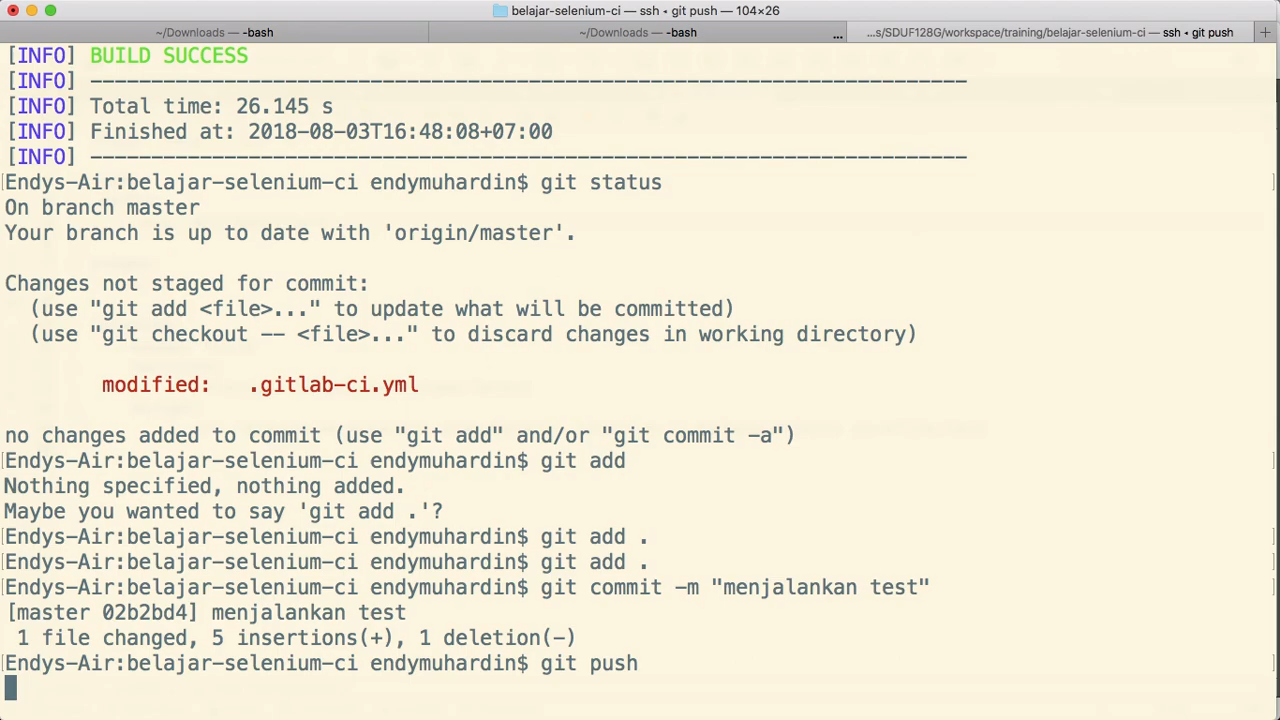 belajar-selenium-ci — ssh ◂ git push — 104×26
~/Downloads — -bash
~/Downloads — -bash
...
...s/SDUF128G/workspace/training/belajar-selenium-ci — ssh ◂ git push
+
[INFO] BUILD SUCCESS
[INFO] ------------------------------------------------------------------------
[INFO] Total time: 26.145 s
[INFO] Finished at: 2018-08-03T16:48:08+07:00
[INFO] ------------------------------------------------------------------------
Endys-Air:belajar-selenium-ci endymuhardin$ git status
On branch master
Your branch is up to date with 'origin/master'.
Changes not staged for commit:
(use "git add <file>..." to update what will be committed)
(use "git checkout -- <file>..." to discard changes in working directory)
modified:   .gitlab-ci.yml
no changes added to commit (use "git add" and/or "git commit -a")
Endys-Air:belajar-selenium-ci endymuhardin$ git add
Nothing specified, nothing added.
Maybe you wanted to say 'git add .'?
Endys-Air:belajar-selenium-ci endymuhardin$ git add .
Endys-Air:belajar-selenium-ci endymuhardin$ git add .
Endys-Air:belajar-selenium-ci endymuhardin$ git commit -m "menjalankan test"
[master 02b2bd4] menjalankan test
1 file changed, 5 insertions(+), 1 deletion(-)
Endys-Air:belajar-selenium-ci endymuhardin$ git push